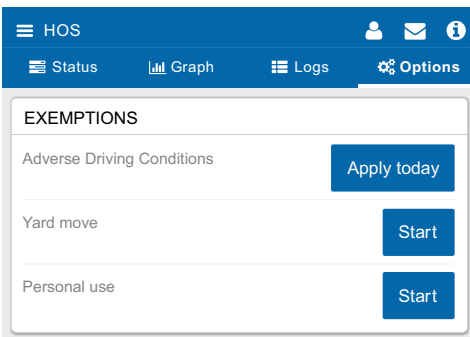 HOS
Status Graph Logs Options
EXEMPTIONS
Adverse Driving Conditions Apply today
Yard move Start
Personal use Start